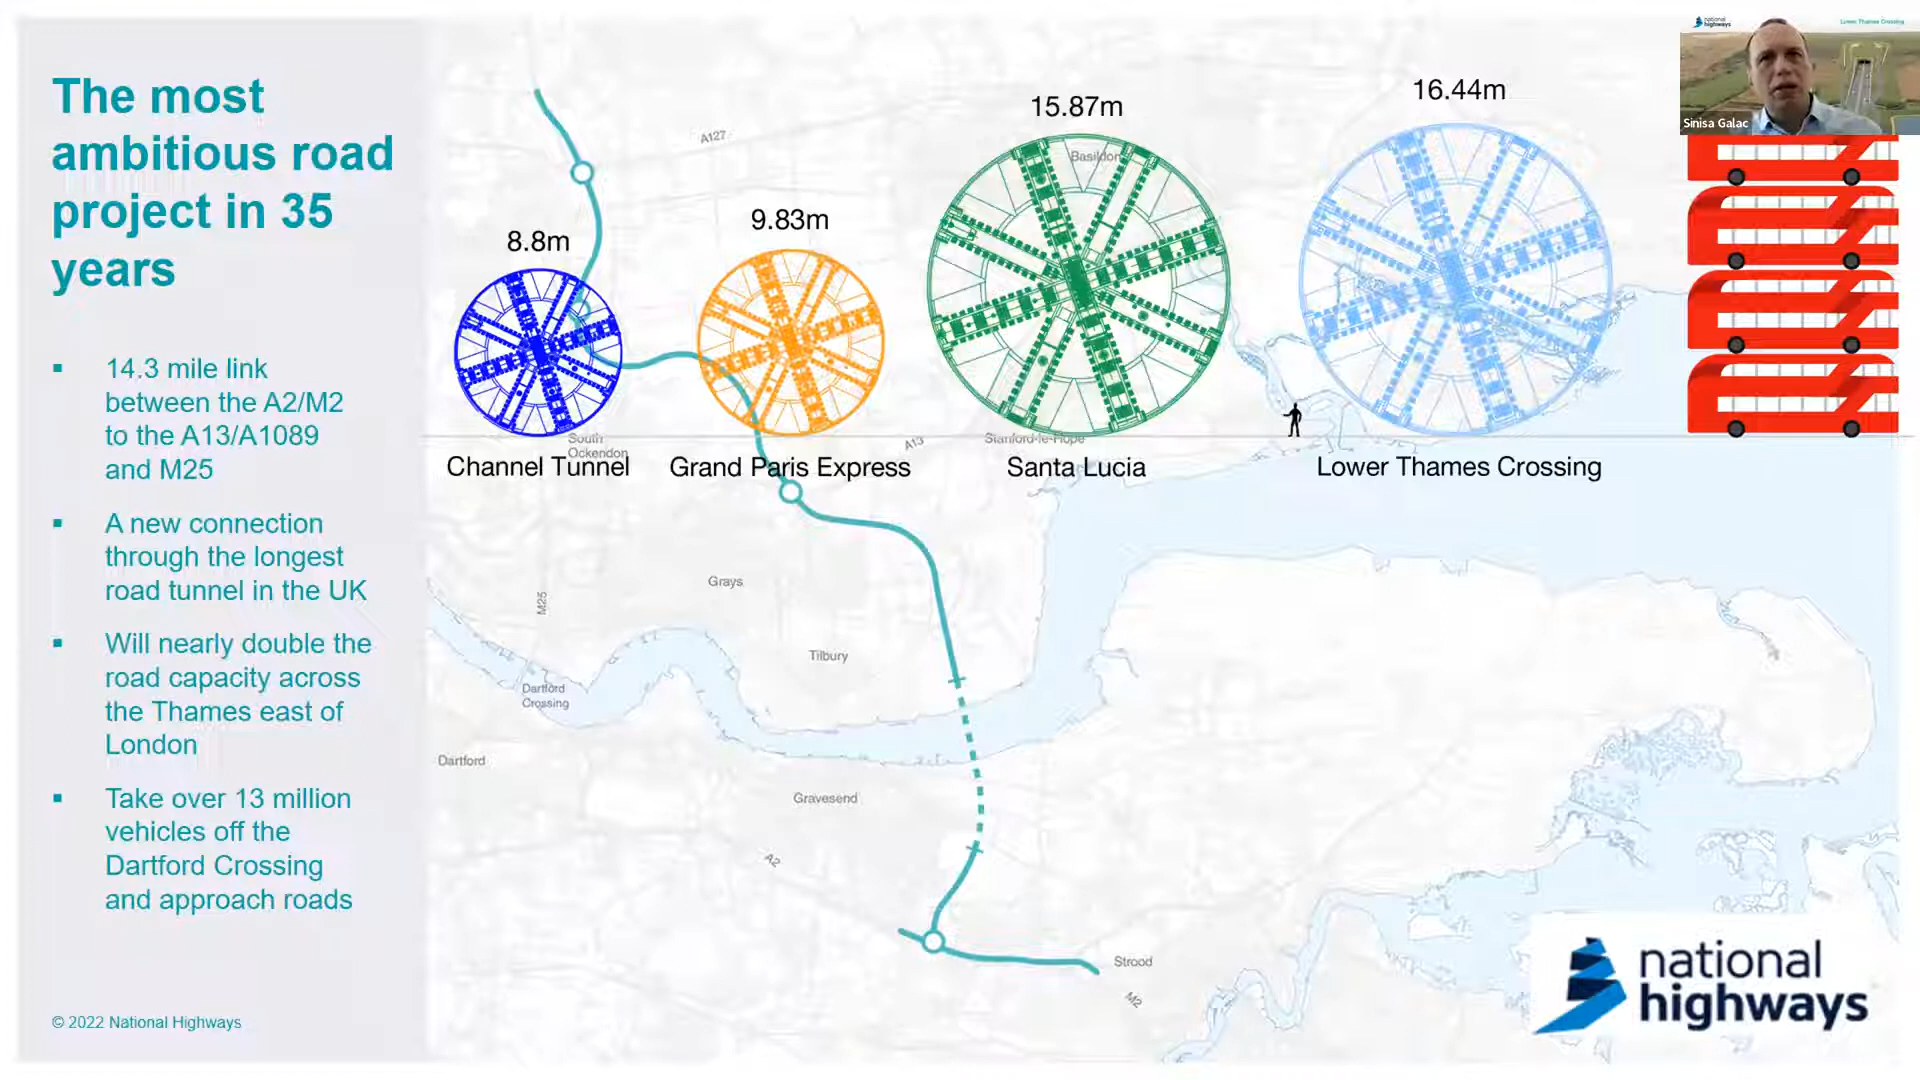 The most
ambitious road
project in 35
years
14.3 mile link
between the A2/M2
to the A13/A1089
and M25
A new connection
through the longest
road tunnel in the UK
Will nearly double the
road capacity across
the Thames east of
London
Take over 13 million
vehicles off the
Dartford Crossing
and approach roads
© 2022 National Highways
8.8m
9.83m
15.87m
16.44m
Channel Tunnel
Grand Paris Express
Santa Lucia
Lower Thames Crossing
A127
Basildon
South
Ockendon
A13
Stanford-le-Hope
M25
Grays
Tilbury
Dartford
Crossing
Dartford
Gravesend
A2
Strood
M2
national
highways
Lower Thames Crossing
Sinisa Galac
national
highways